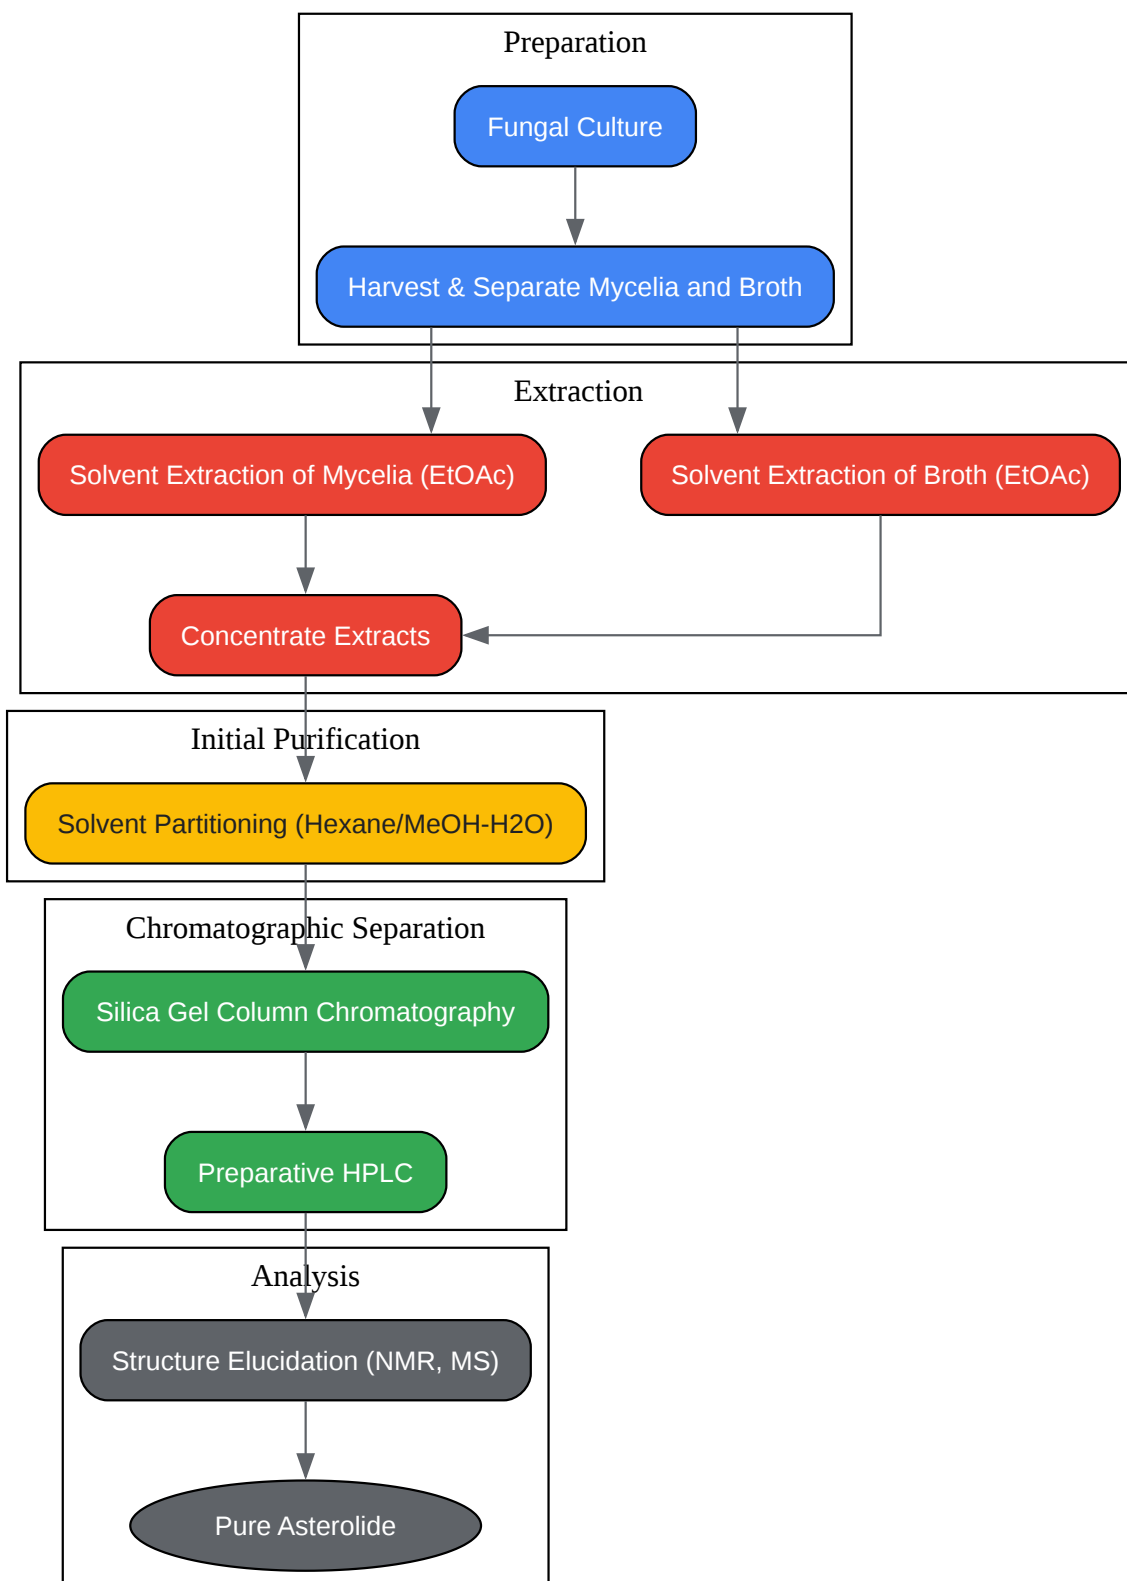 Preparation
Fungal Culture
Harvest & Separate Mycelia and Broth
Extraction
Solvent Extraction of Mycelia (EtOAc)
Solvent Extraction of Broth (EtOAc)
Concentrate Extracts
Initial Purification
Solvent Partitioning (Hexane/MeOH-H2O)
Chromatographic Separation
Silica Gel Column Chromatography
Preparative HPLC
Analysis
Structure Elucidation (NMR, MS)
Pure Asterolide